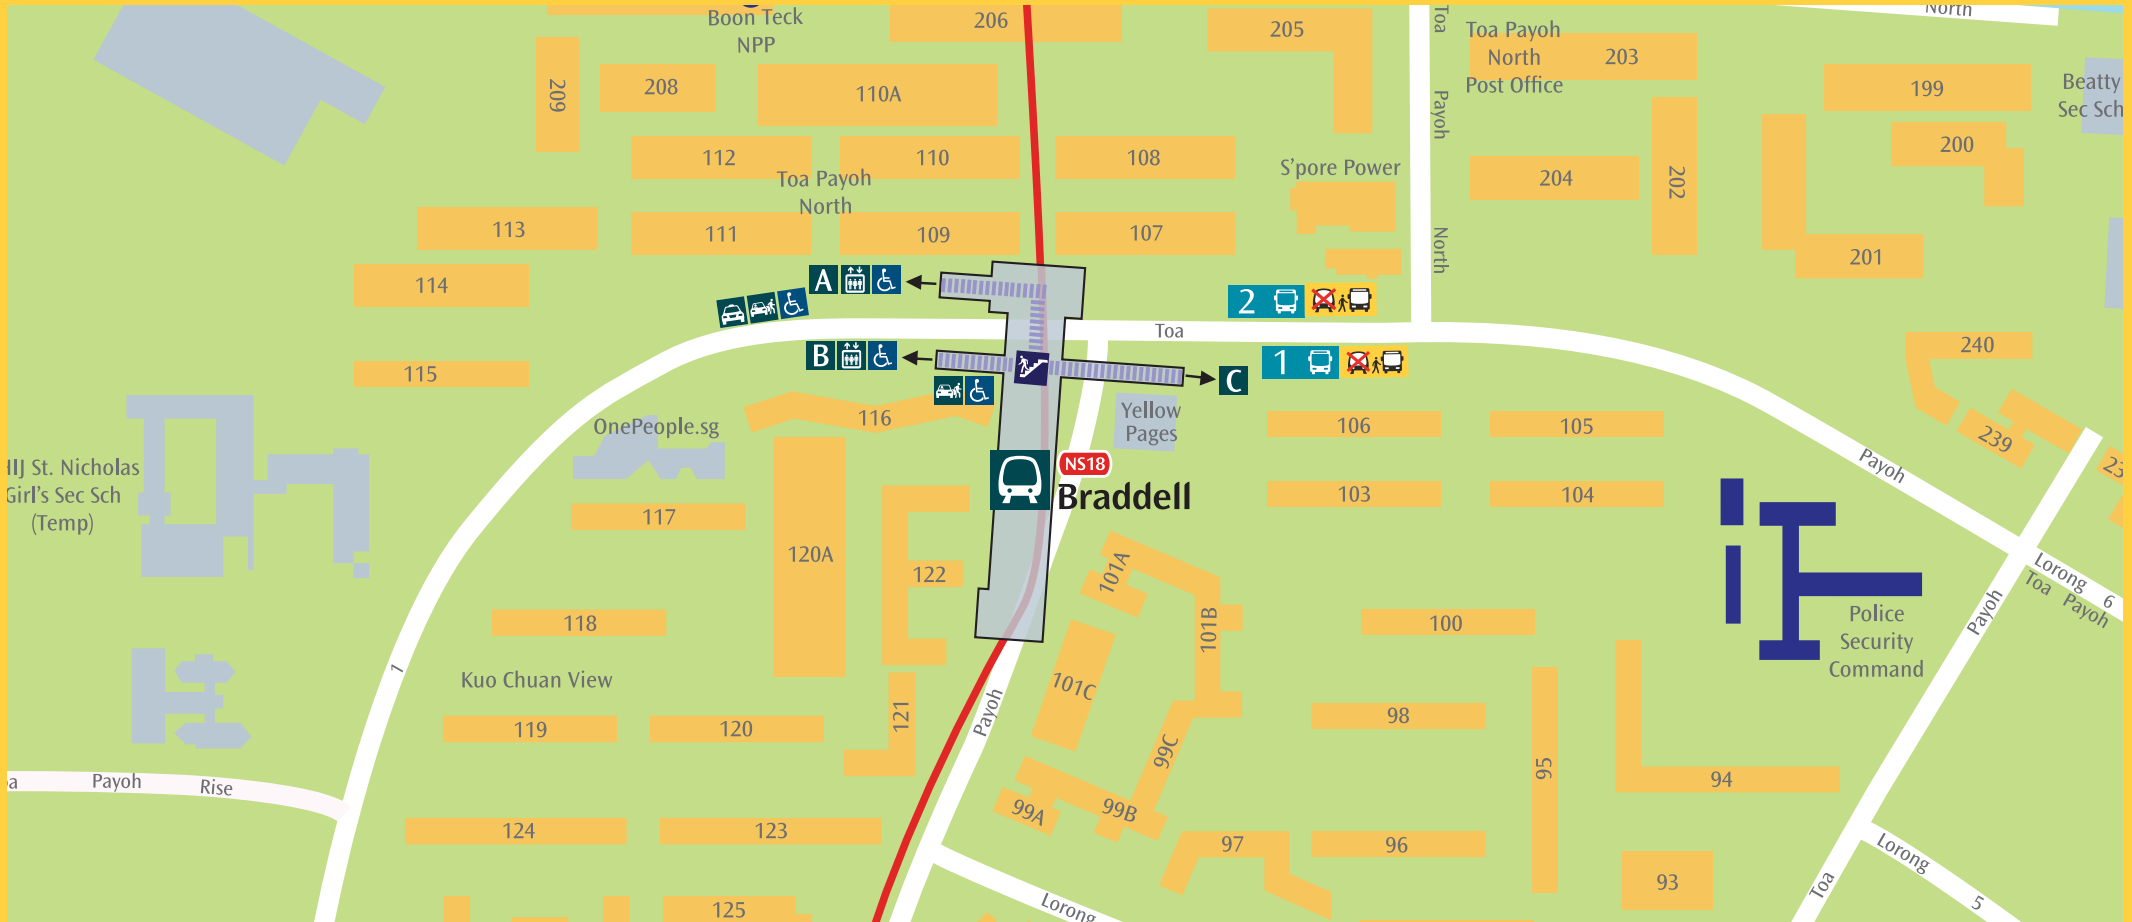 Boon Teck
NPP
206
205
Toa
Payoh
North
North
Toa Payoh
North
Post Office
203
199
Beatty
Sec Sch
209
208
110A
200
112
110
108
S'pore Power
204
202
Toa Payoh
North
113
111
109
107
201
114
A
2
Toa
115
B
C
1
240
239
116
Yellow
Pages
106
105
OnePeople.sg
Payoh
HIJ St. Nicholas
Girl's Sec Sch
(Temp)
NS18
Braddell
103
104
117
120A
122
101A
101B
101C
118
100
Police
Security
Command
Lorong 6
Toa Payoh
Payoh
1
Kuo Chuan View
119
120
121
Payoh
99C
98
95
94
Payoh
Rise
99A
99B
124
123
97
96
93
Lorong
5
Toa
125
Lorong